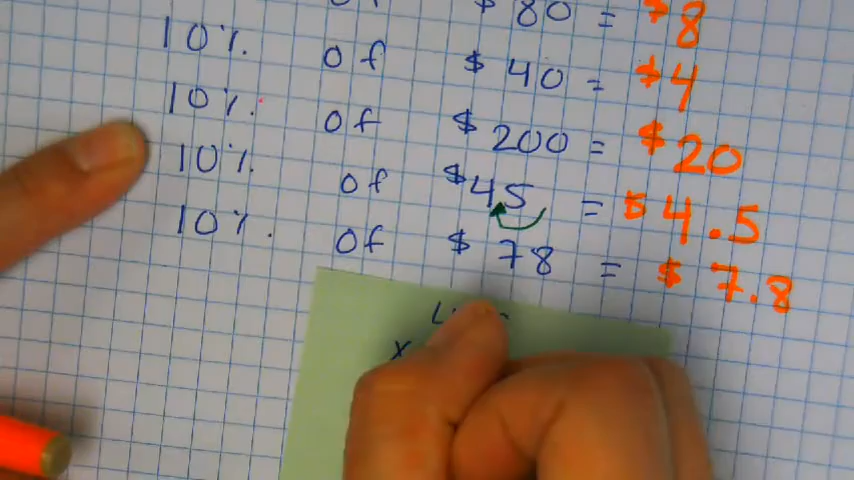 $ 80 = $8
10% of $ 40 = $4
10% of $ 200 = $20
10% of $45 = $4.5
10% of $ 78 = $7.8
x